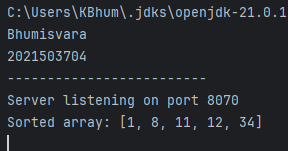 C:\Users\KBhum\.jdks\openjdk-21.0.1
Bhumisvara
2021503704
-------------------------
Server listening on port 8070
Sorted array: [1, 8, 11, 12, 34]